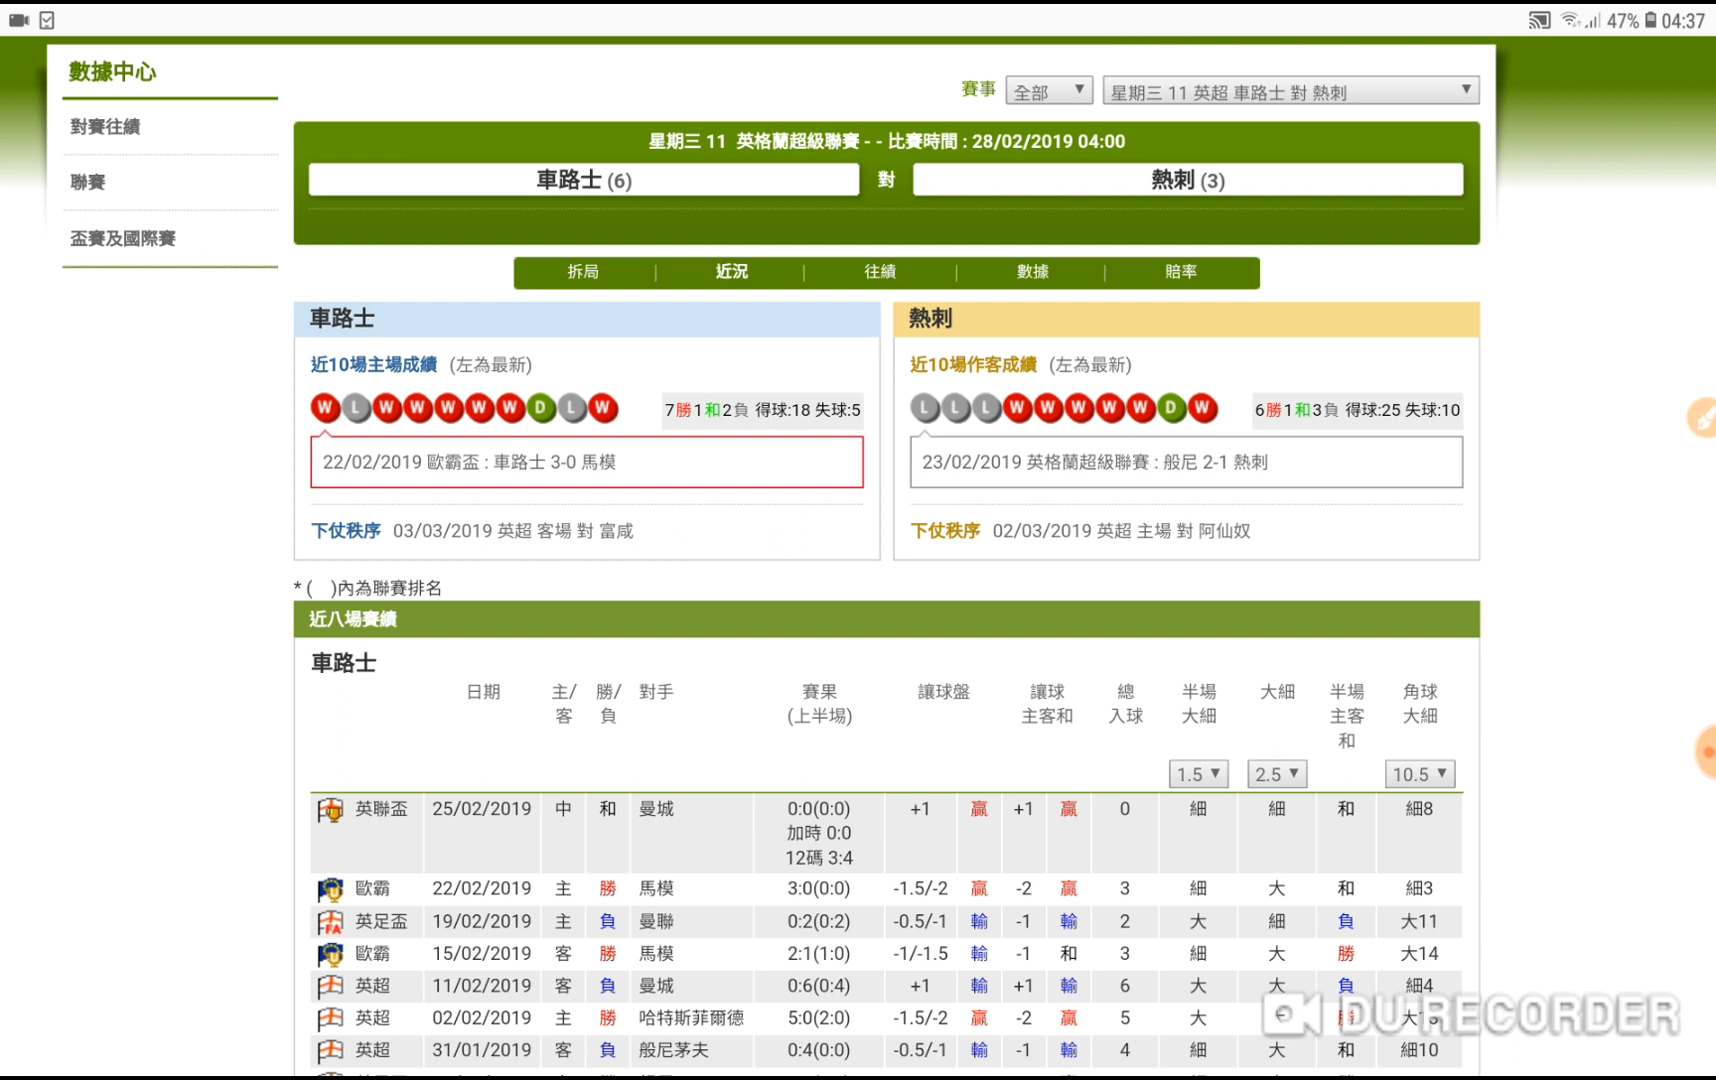 47% 04:37
數據中心
對賽往績
聯賽
盃賽及國際賽
賽事 全部 星期三 11 英超 車路士 對 熱刺
星期三 11 英格蘭超級聯賽 - - 比賽時間 : 28/02/2019 04:00
車路士 (6) 對 熱刺 (3)
拆局 | 近況 | 往績 | 數據 | 賠率
車路士
近10場主場成績 (左為最新)
W L W W W W W D L W 7勝1和2負 得球:18 失球:5
22/02/2019 歐霸盃 : 車路士 3-0 馬模
下仗秩序 03/03/2019 英超 客場 對 富咸
熱刺
近10場作客成績 (左為最新)
L L L W W W W W D W 6勝1和3負 得球:25 失球:10
23/02/2019 英格蘭超級聯賽 : 般尼 2-1 熱刺
下仗秩序 02/03/2019 英超 主場 對 阿仙奴
* ( )內為聯賽排名
近八場賽績
車路士
日期 主/客 勝/負 對手 賽果(上半場) 讓球盤 讓球主客和 總入球 半場大細 大細 半場主客和 角球大細
1.5 2.5 10.5
英聯盃 25/02/2019 中 和 曼城 0:0(0:0) +1 贏 +1 贏 0 細 細 和 細8
加時 0:0
12碼 3:4
歐霸 22/02/2019 主 勝 馬模 3:0(0:0) -1.5/-2 贏 -2 贏 3 細 大 和 細3
英足盃 19/02/2019 主 負 曼聯 0:2(0:2) -0.5/-1 輸 -1 輸 2 大 細 負 大11
歐霸 15/02/2019 客 勝 馬模 2:1(1:0) -1/-1.5 輸 -1 和 3 細 大 勝 大14
英超 11/02/2019 客 負 曼城 0:6(0:4) +1 輸 +1 輸 6 大 大 負 細4
英超 02/02/2019 主 勝 哈特斯菲爾德 5:0(2:0) -1.5/-2 贏 -2 贏 5 大 勝 大13
DU RECORDER
英超 31/01/2019 客 負 般尼茅夫 0:4(0:0) -0.5/-1 輸 -1 輸 4 細 大 和 細10